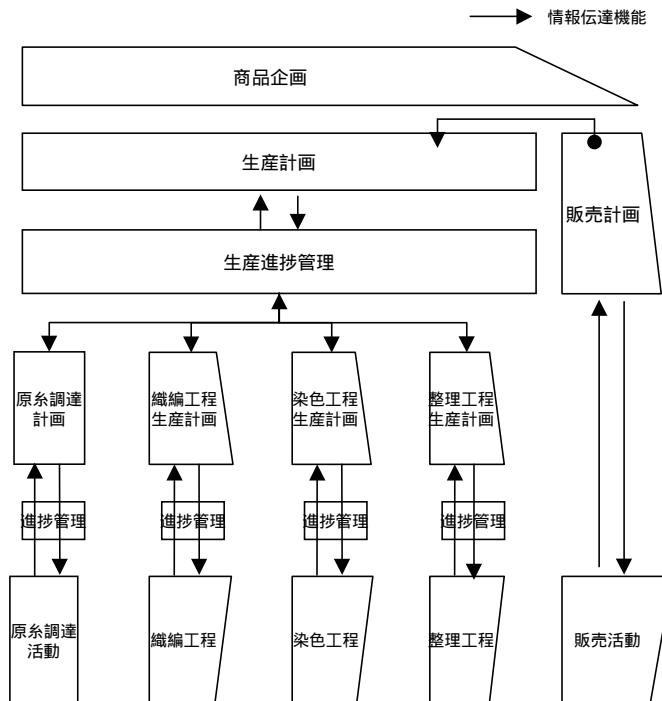 情報伝達機能
商品企画
生産計画
販売計画
生産進捗管理
原糸調達
計画
織編工程
生産計画
染色工程
生産計画
整理工程
生産計画
進捗管理
進捗管理
進捗管理
進捗管理
原糸調達
活動
織編工程
染色工程
整理工程
販売活動